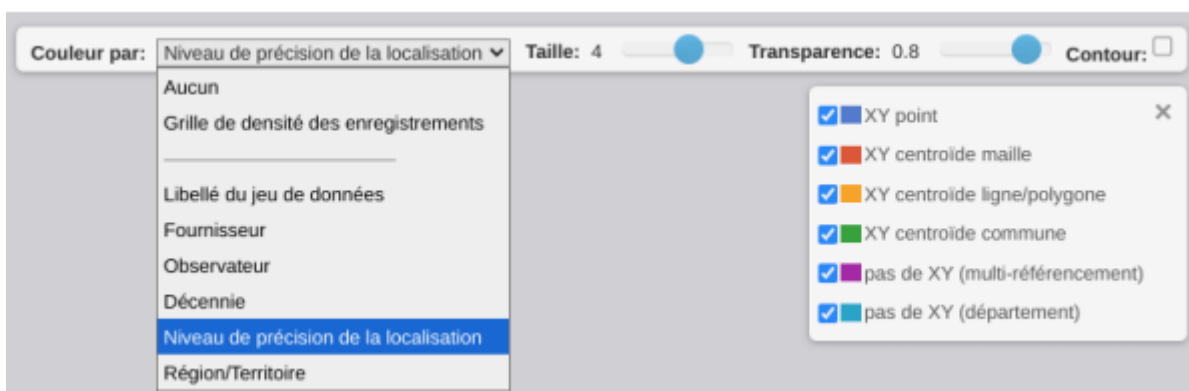 Couleur par: Niveau de précision de la localisation Taille: 4 Transparence: 0.8 Contour:
Aucun
Grille de densité des enregistrements
Libellé du jeu de données
Fournisseur
Observateur
Décennie
Niveau de précision de la localisation
Région/Territoire
XY point
XY centroïde maille
XY centroïde ligne/polygone
XY centroïde commune
pas de XY (multi-référencement)
pas de XY (département)